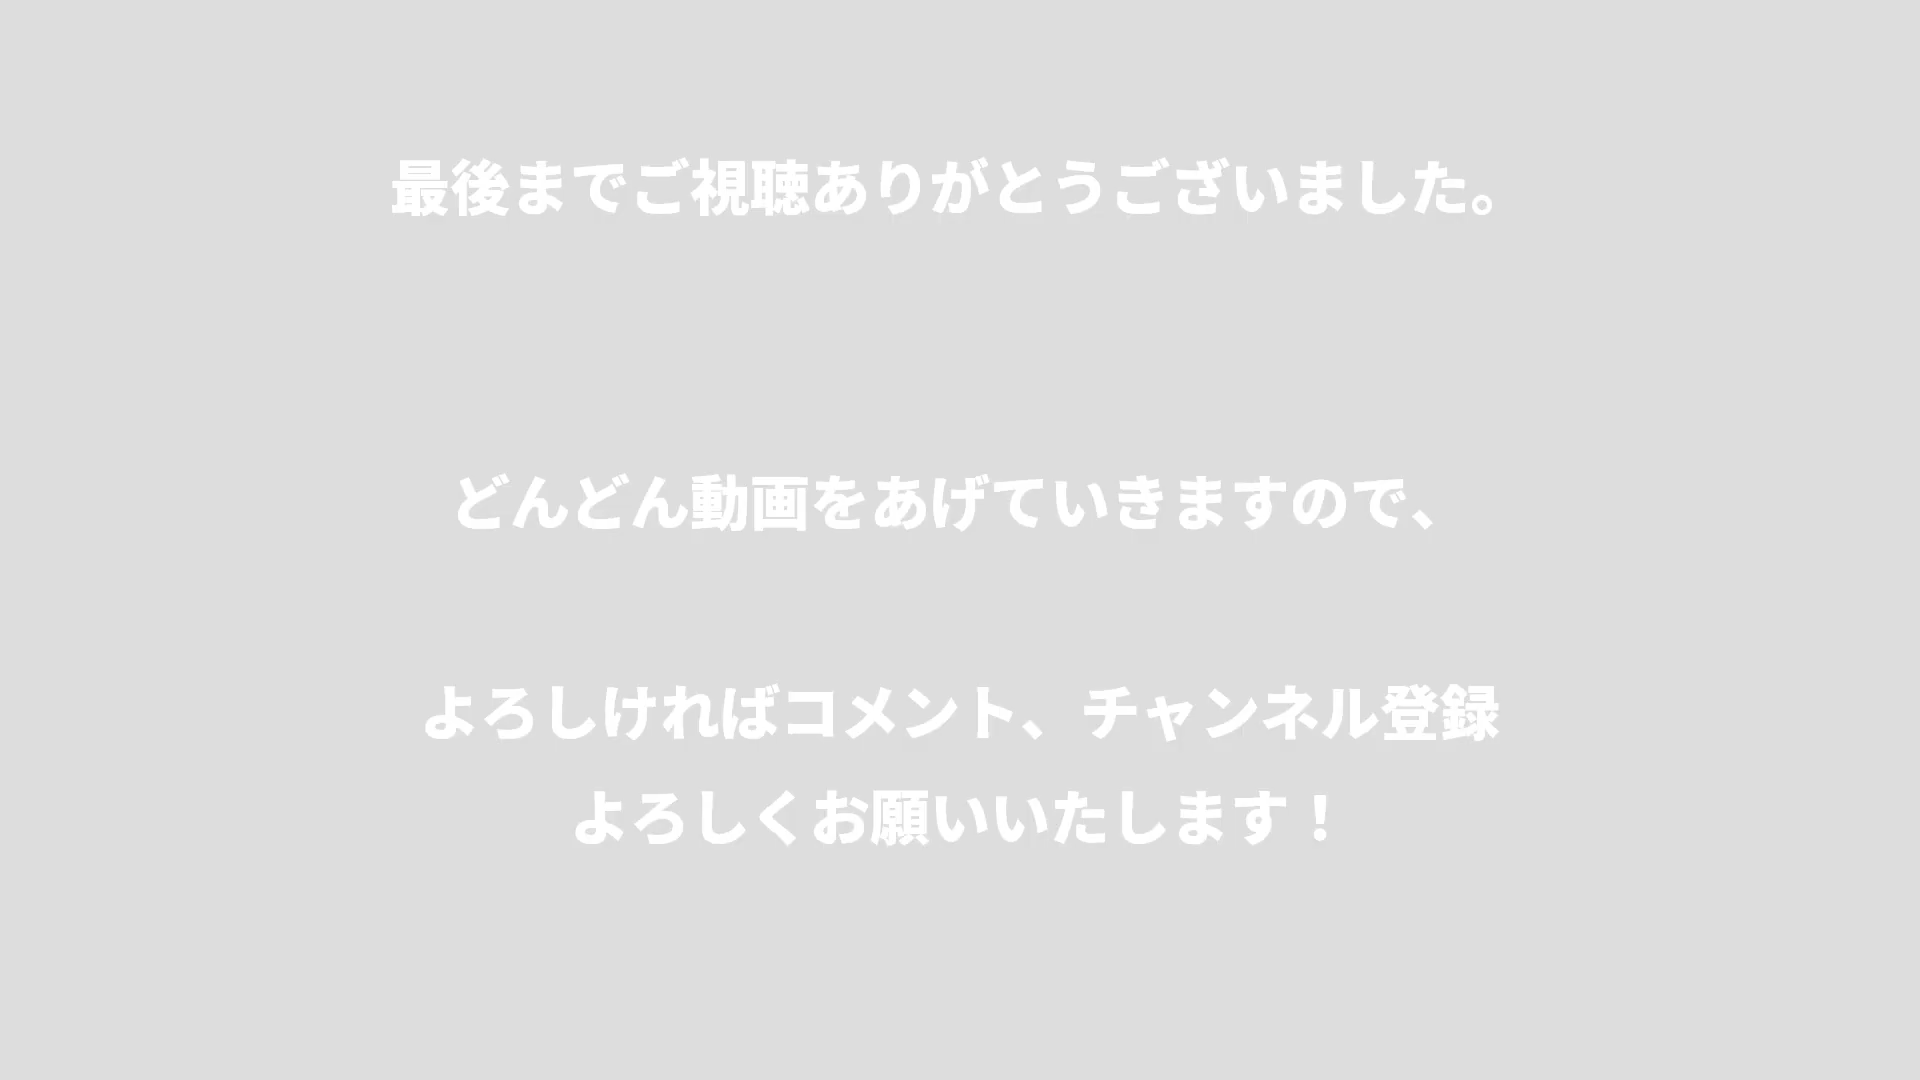 最後までご視聴ありがとうございました。
どんどん動画をあげていきますので、
よろしければコメント、チャンネル登録
よろしくお願いいたします！